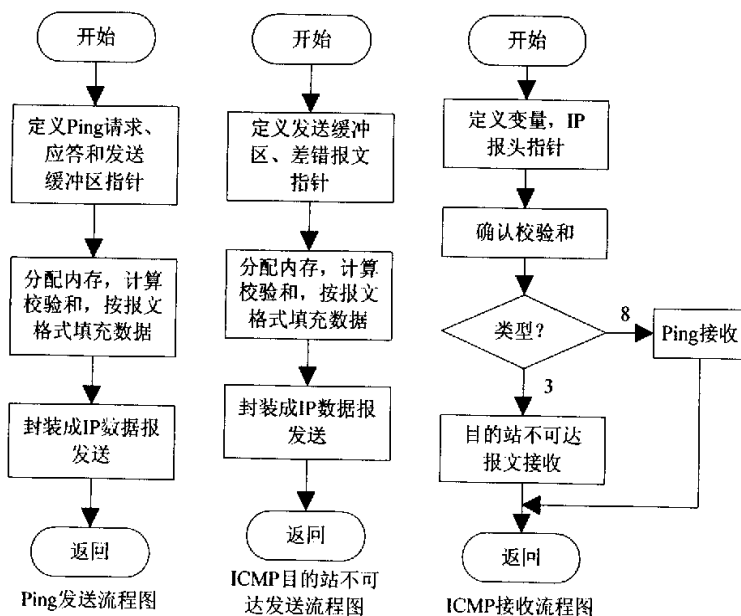 开始
定义Ping请求、
应答和发送
缓冲区指针
分配内存，计算
校验和，按报文
格式填充数据
封装成IP数据报
发送
返回
Ping发送流程图
开始
定义发送缓冲
区、差错报文
指针
分配内存，计算
校验和，按报文
格式填充数据
封装成IP数据报
发送
返回
ICMP目的站不可
达发送流程图
开始
定义变量，IP
报头指针
确认校验和
类型？
8
Ping接收
3
目的站不可达
报文接收
返回
ICMP接收流程图